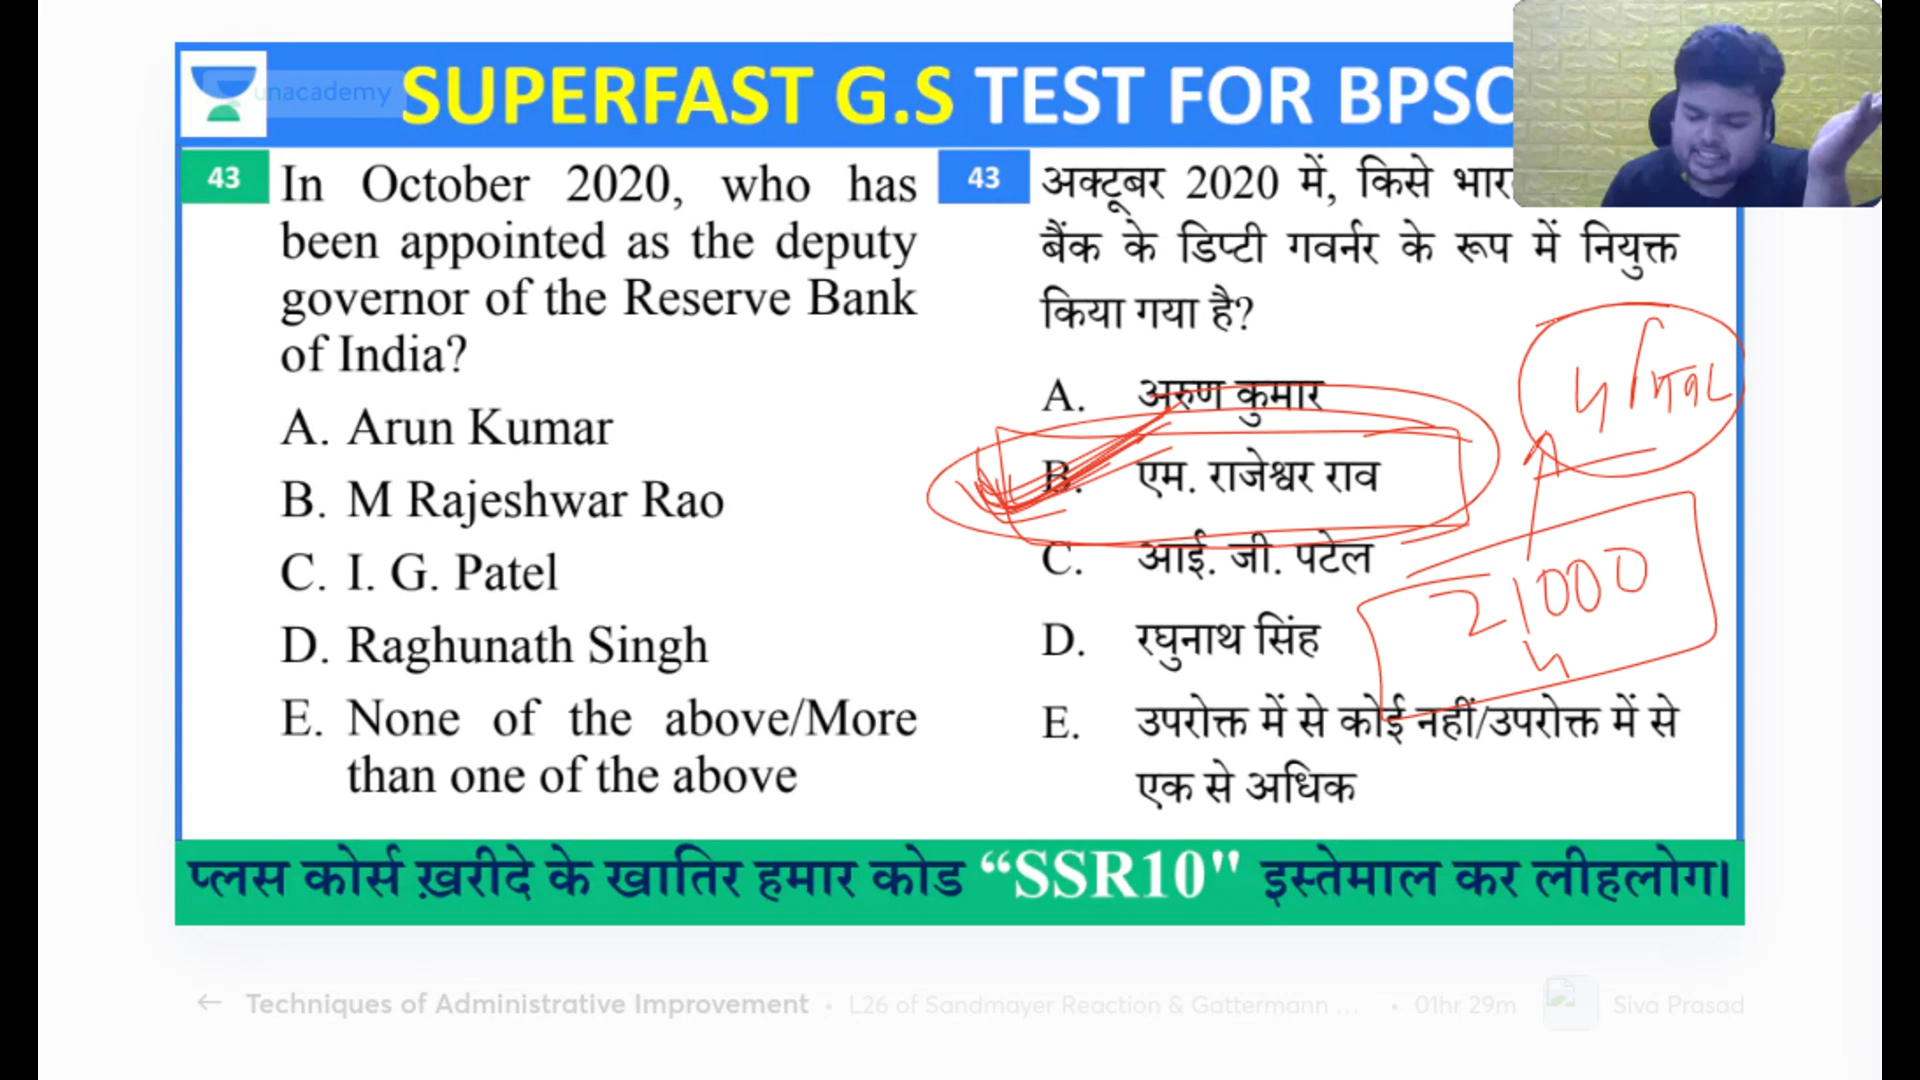 unacademy
SUPERFAST G.S TEST FOR BPSC
43
In October 2020, who has
been appointed as the deputy
governor of the Reserve Bank
of India?
A. Arun Kumar
B. M Rajeshwar Rao
C. I. G. Patel
D. Raghunath Singh
E. None of the above/More
than one of the above
43
अक्टूबर 2020 में, किसे
बैंक के डिप्टी गवर्नर के रूप में नियुक्त
किया गया है?
A. अरुण कुमार
B. एम. राजेश्वर राव
C. आई. जी. पटेल
D. रघुनाथ सिंह
E. उपरोक्त में से कोई नहीं/उपरोक्त में से
एक से अधिक
21000
प्लस कोर्स ख़रीदे के खातिर हमार कोड “SSR10" इस्तेमाल कर लीहलोग।
← Techniques of Administrative Improvement • L26 of Sandmayer Reaction & Gattermann ... • 01hr 29m Siva Prasad